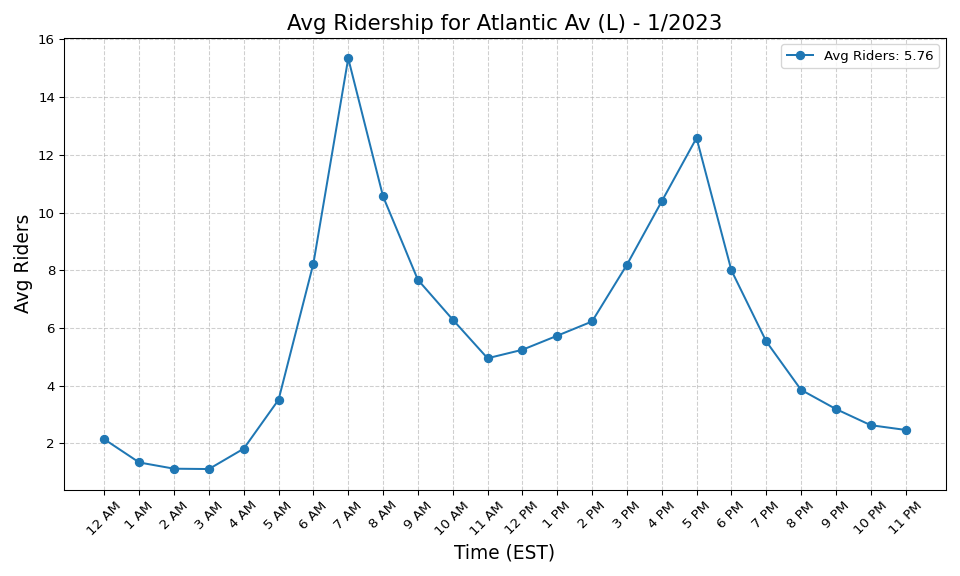 Avg Ridership for Atlantic Av (L) - 1/2023
Avg Riders: 5.76
Avg Riders
16
14
12
10
8
6
4
2
12 AM
1 AM
2 AM
3 AM
4 AM
5 AM
6 AM
7 AM
8 AM
9 AM
10 AM
11 AM
12 PM
1 PM
2 PM
3 PM
4 PM
5 PM
6 PM
7 PM
8 PM
9 PM
10 PM
11 PM
Time (EST)